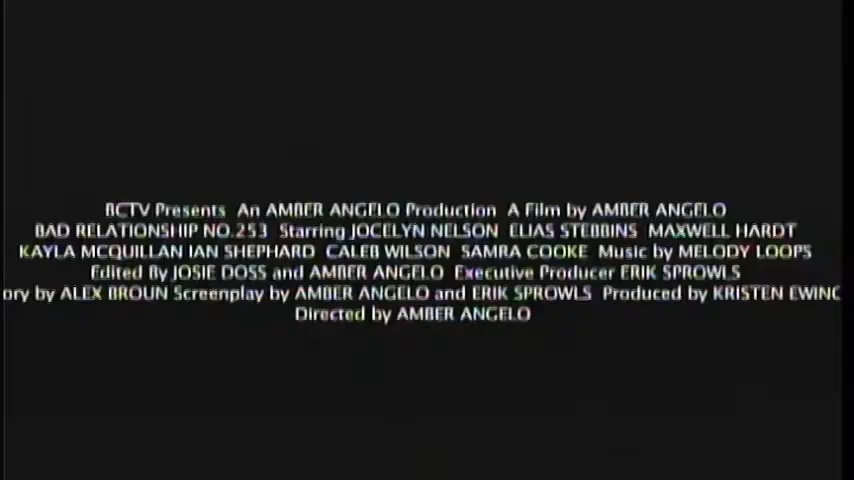 BCTV Presents An AMBER ANGELO Production A Film by AMBER ANGELO
BAD RELATIONSHIP NO.253 Starring JOCELYN NELSON ELIAS STEBBINS MAXWELL HARDT
KAYLA MCQUILLAN IAN SHEPHARD CALEB WILSON SAMRA COOKE Music by MELODY LOOPS
Edited By JOSIE DOSS and AMBER ANGELO Executive Producer ERIK SPROWLS
ory by ALEX BROUN Screenplay by AMBER ANGELO and ERIK SPROWLS Produced by KRISTEN EWING
Directed by AMBER ANGELO